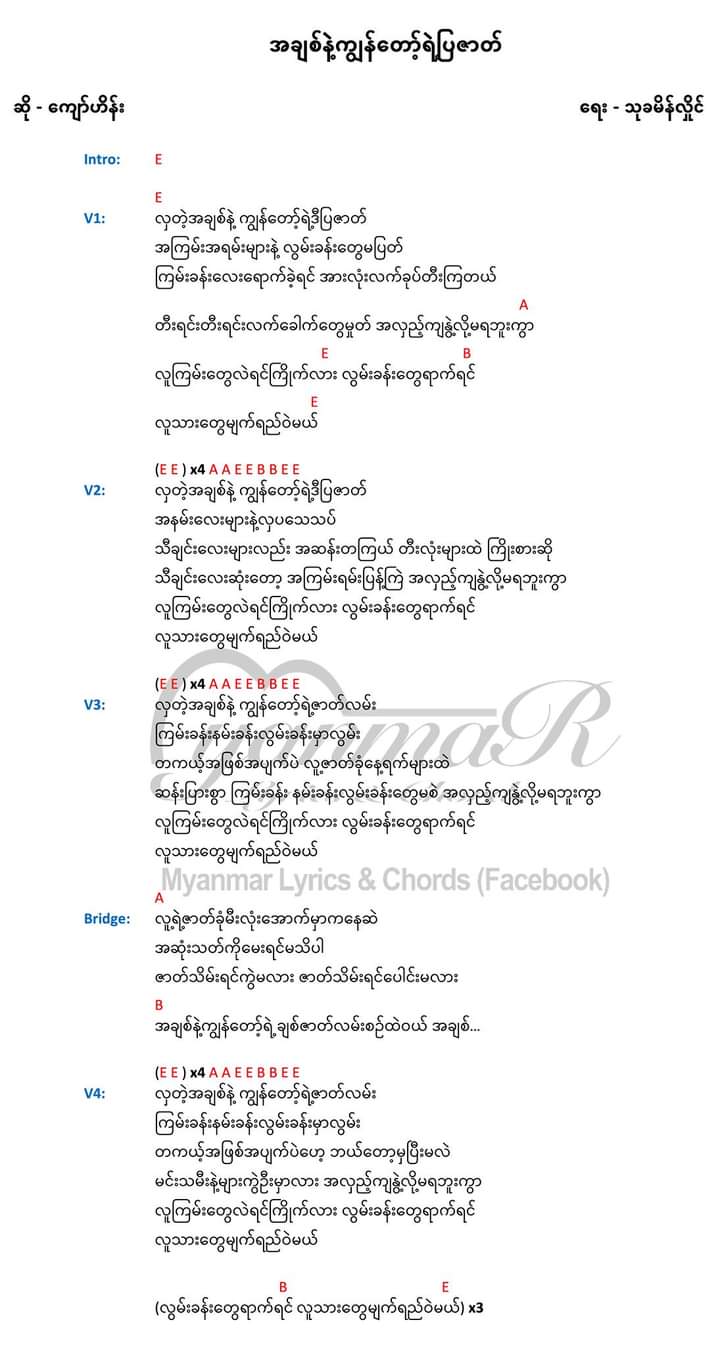 အချစ်နဲ့ကျွန်တော့်ရဲ့ပြဇာတ်
ဆို - ကျော်ဟိန်း ရေး - သုခမိန်လှိုင်
Intro: E
E
V1: လှတဲ့အချစ်နဲ့ ကျွန်တော့်ရဲ့ဒီပြဇာတ်
အကြမ်းအရမ်းများနဲ့ လွမ်းခန်းတွေမပြတ်
ကြမ်းခန်းလေးရောက်ခဲ့ရင် အားလုံးလက်ခုပ်တီးကြတယ်
A
တီးရင်းတီးရင်းလက်ခေါက်တွေမှုတ် အလှည့်ကျနွဲ့လို့မရဘူးကွာ
E B
လူကြမ်းတွေလဲရင်ကြိုက်လား လွမ်းခန်းတွေရာက်ရင်
E
လူသားတွေမျက်ရည်ဝဲမယ်
(E E ) x4 A A E E B B E E
V2: လှတဲ့အချစ်နဲ့ ကျွန်တော့်ရဲ့ဒီပြဇာတ်
အနမ်းလေးများနဲ့လှပသေသပ်
သီချင်းလေးများလည်း အဆန်းတကြယ် တီးလုံးများထဲ ကြိုးစားဆို
သီချင်းလေးဆုံးတော့ အကြမ်းရမ်းပြန့်ကြဲ အလှည့်ကျနွဲ့လို့မရဘူးကွာ
လူကြမ်းတွေလဲရင်ကြိုက်လား လွမ်းခန်းတွေရာက်ရင်
လူသားတွေမျက်ရည်ဝဲမယ်
(E E ) x4 A A E E B B E E
V3: လှတဲ့အချစ်နဲ့ ကျွန်တော့်ရဲ့ဇာတ်လမ်း
ကြမ်းခန်းနမ်းခန်းလွမ်းခန်းမှာလွမ်း
တကယ့်အဖြစ်အပျက်ပဲ လူ့ဇာတ်ခုံနေ့ရက်များထဲ
ဆန်းပြားစွာ ကြမ်းခန်း နမ်းခန်းလွမ်းခန်းတွေမစဲ အလှည့်ကျနွဲ့လို့မရဘူးကွာ
လူကြမ်းတွေလဲရင်ကြိုက်လား လွမ်းခန်းတွေရာက်ရင်
လူသားတွေမျက်ရည်ဝဲမယ်
Myanmar Lyrics & Chords (Facebook)
A
Bridge: လူ့ရဲ့ဇာတ်ခုံမီးလုံးအောက်မှာကနေဆဲ
အဆုံးသတ်ကိုမေးရင်မသိပါ
ဇာတ်သိမ်းရင်ကွဲမလား ဇာတ်သိမ်းရင်ပေါင်းမလား
B
အချစ်နဲ့ကျွန်တော့်ရဲ့ချစ်ဇာတ်လမ်းစဉ်ထဲဝယ် အချစ်...
(E E ) x4 A A E E B B E E
V4: လှတဲ့အချစ်နဲ့ ကျွန်တော့်ရဲ့ဇာတ်လမ်း
ကြမ်းခန်းနမ်းခန်းလွမ်းခန်းမှာလွမ်း
တကယ့်အဖြစ်အပျက်ပဲဟေ့ ဘယ်တော့မှပြီးမလဲ
မင်းသမီးနဲ့များကွဲဦးမှာလား အလှည့်ကျနွဲ့လို့မရဘူးကွာ
လူကြမ်းတွေလဲရင်ကြိုက်လား လွမ်းခန်းတွေရာက်ရင်
လူသားတွေမျက်ရည်ဝဲမယ်
B E
(လွမ်းခန်းတွေရာက်ရင် လူသားတွေမျက်ရည်ဝဲမယ်) x3